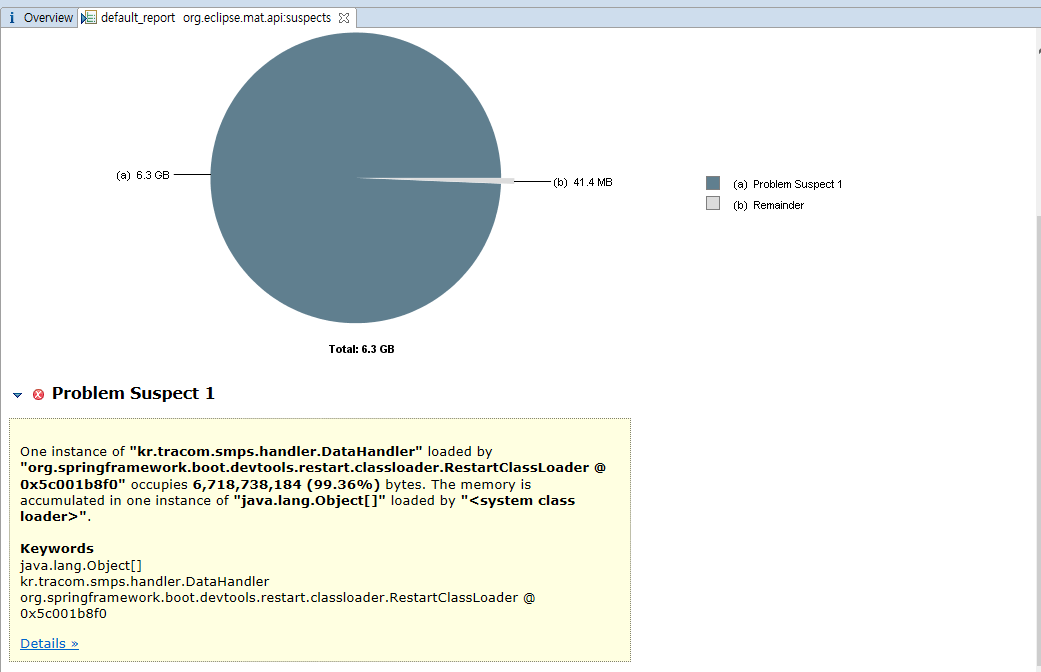 Overview
default_report org.eclipse.mat.api:suspects
(a) 6.3 GB
(b) 41.4 MB
(a) Problem Suspect 1
(b) Remainder
Total: 6.3 GB
Problem Suspect 1
One instance of "kr.tracom.smps.handler.DataHandler" loaded by
"org.springframework.boot.devtools.restart.classloader.RestartClassLoader @
0x5c001b8f0" occupies 6,718,738,184 (99.36%) bytes. The memory is
accumulated in one instance of "java.lang.Object[]" loaded by "<system class
loader>".
Keywords
java.lang.Object[]
kr.tracom.smps.handler.DataHandler
org.springframework.boot.devtools.restart.classloader.RestartClassLoader @
0x5c001b8f0
Details »